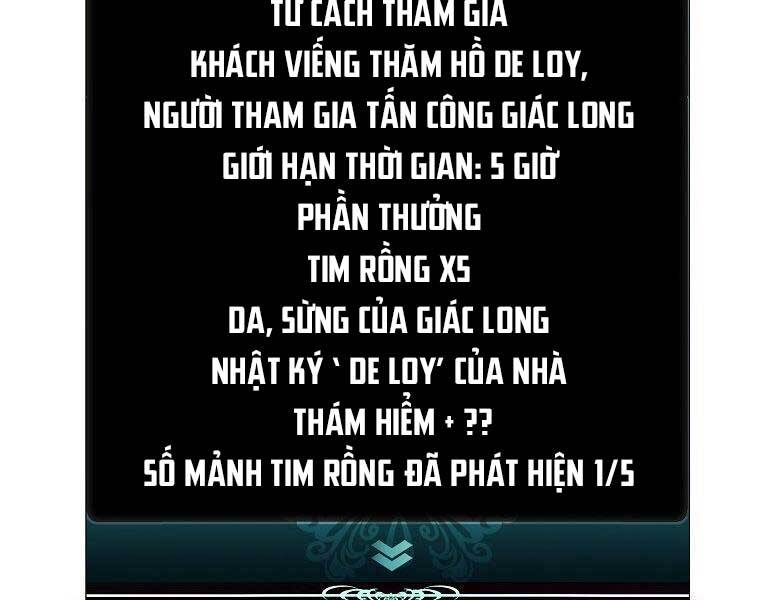 TƯ CÁCH THAM GIA
KHÁCH VIẾNG THĂM HỒ DE LOY,
NGƯỜI THAM GIA TẤN CÔNG GIÁC LONG
GIỚI HẠN THỜI GIAN: 5 GIỜ
PHẦN THƯỞNG
TIM RỒNG X5
DA, SỪNG CỦA GIÁC LONG
NHẬT KÝ ‘ DE LOY’ CỦA NHÀ
THÁM HIỂM + ??
SỐ MẢNH TIM RỒNG ĐÃ PHÁT HIỆN 1/5